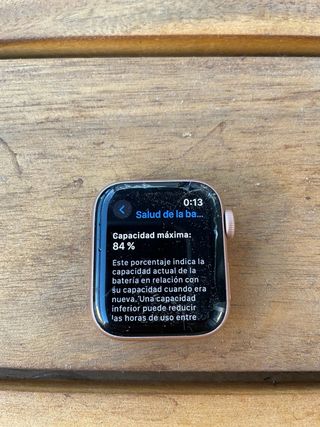 0:13
Salud de la ba...
Capacidad máxima:
84 %
Este porcentaje indica la
capacidad actual de la
batería en relación con
su capacidad cuando era
nueva. Una capacidad
inferior puede reducir
las horas de uso entre